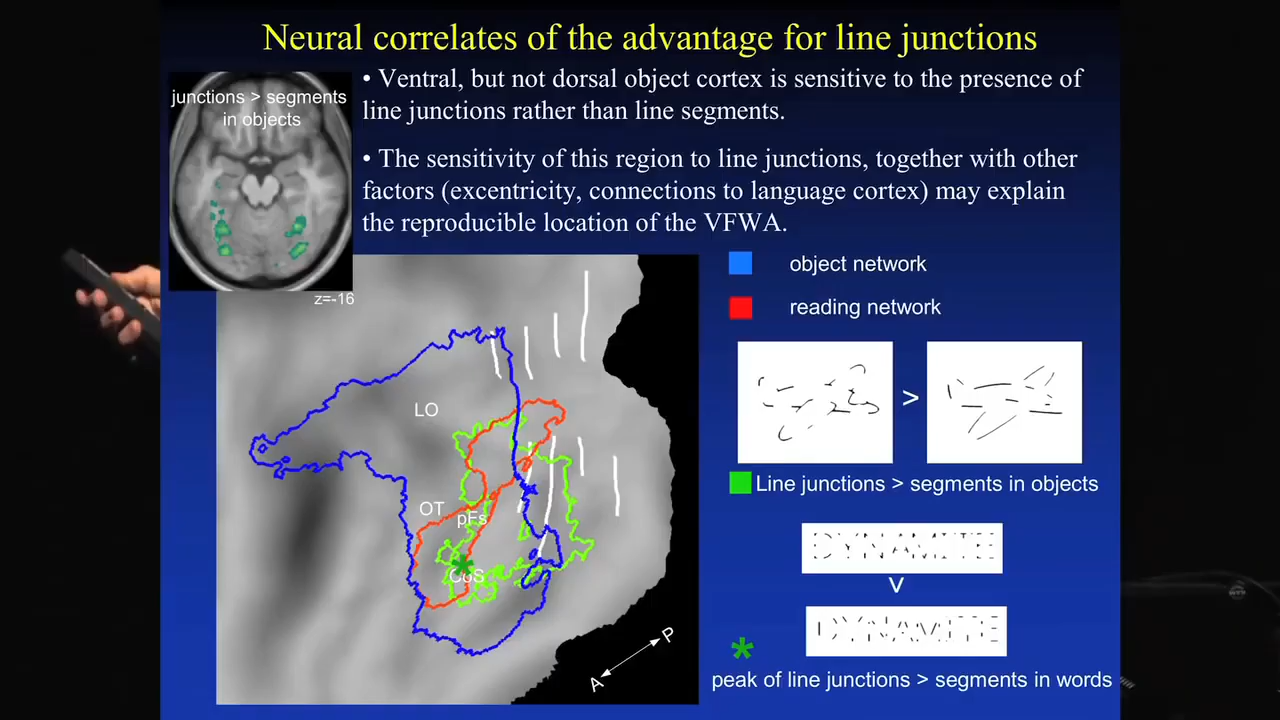 Neural correlates of the advantage for line junctions
• Ventral, but not dorsal object cortex is sensitive to the presence of
line junctions rather than line segments.
• The sensitivity of this region to line junctions, together with other
factors (excentricity, connections to language cortex) may explain
the reproducible location of the VFWA.
junctions > segments
in objects
z=-16
LO
OT
pFs
CoS
A
P
object network
reading network
>
Line junctions > segments in objects
DYNAMITE
>
DYNAMITE
*
peak of line junctions > segments in words